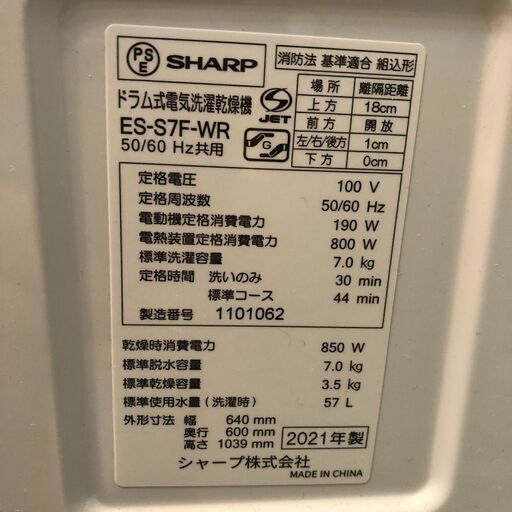 PS
E
SHARP
ドラム式電気洗濯乾燥機
ES-S7F-WR
50/60 Hz共用
S
JET
G
消防法 基準適合 組込形
場所 離隔距離
上方 18cm
前方 開放
左/右/後方 1cm
下方 0cm
定格電圧 100 V
定格周波数 50/60 Hz
電動機定格消費電力 190 W
電熱装置定格消費電力 800 W
標準洗濯容量 7.0 kg
定格時間 洗いのみ 30 min
標準コース 44 min
製造番号 1101062
乾燥時消費電力 850 W
標準脱水容量 7.0 kg
標準乾燥容量 3.5 kg
標準使用水量 (洗濯時) 57 L
外形寸法 幅 640 mm
奥行 600 mm
高さ 1039 mm
2021年製
シャープ株式会社
MADE IN CHINA